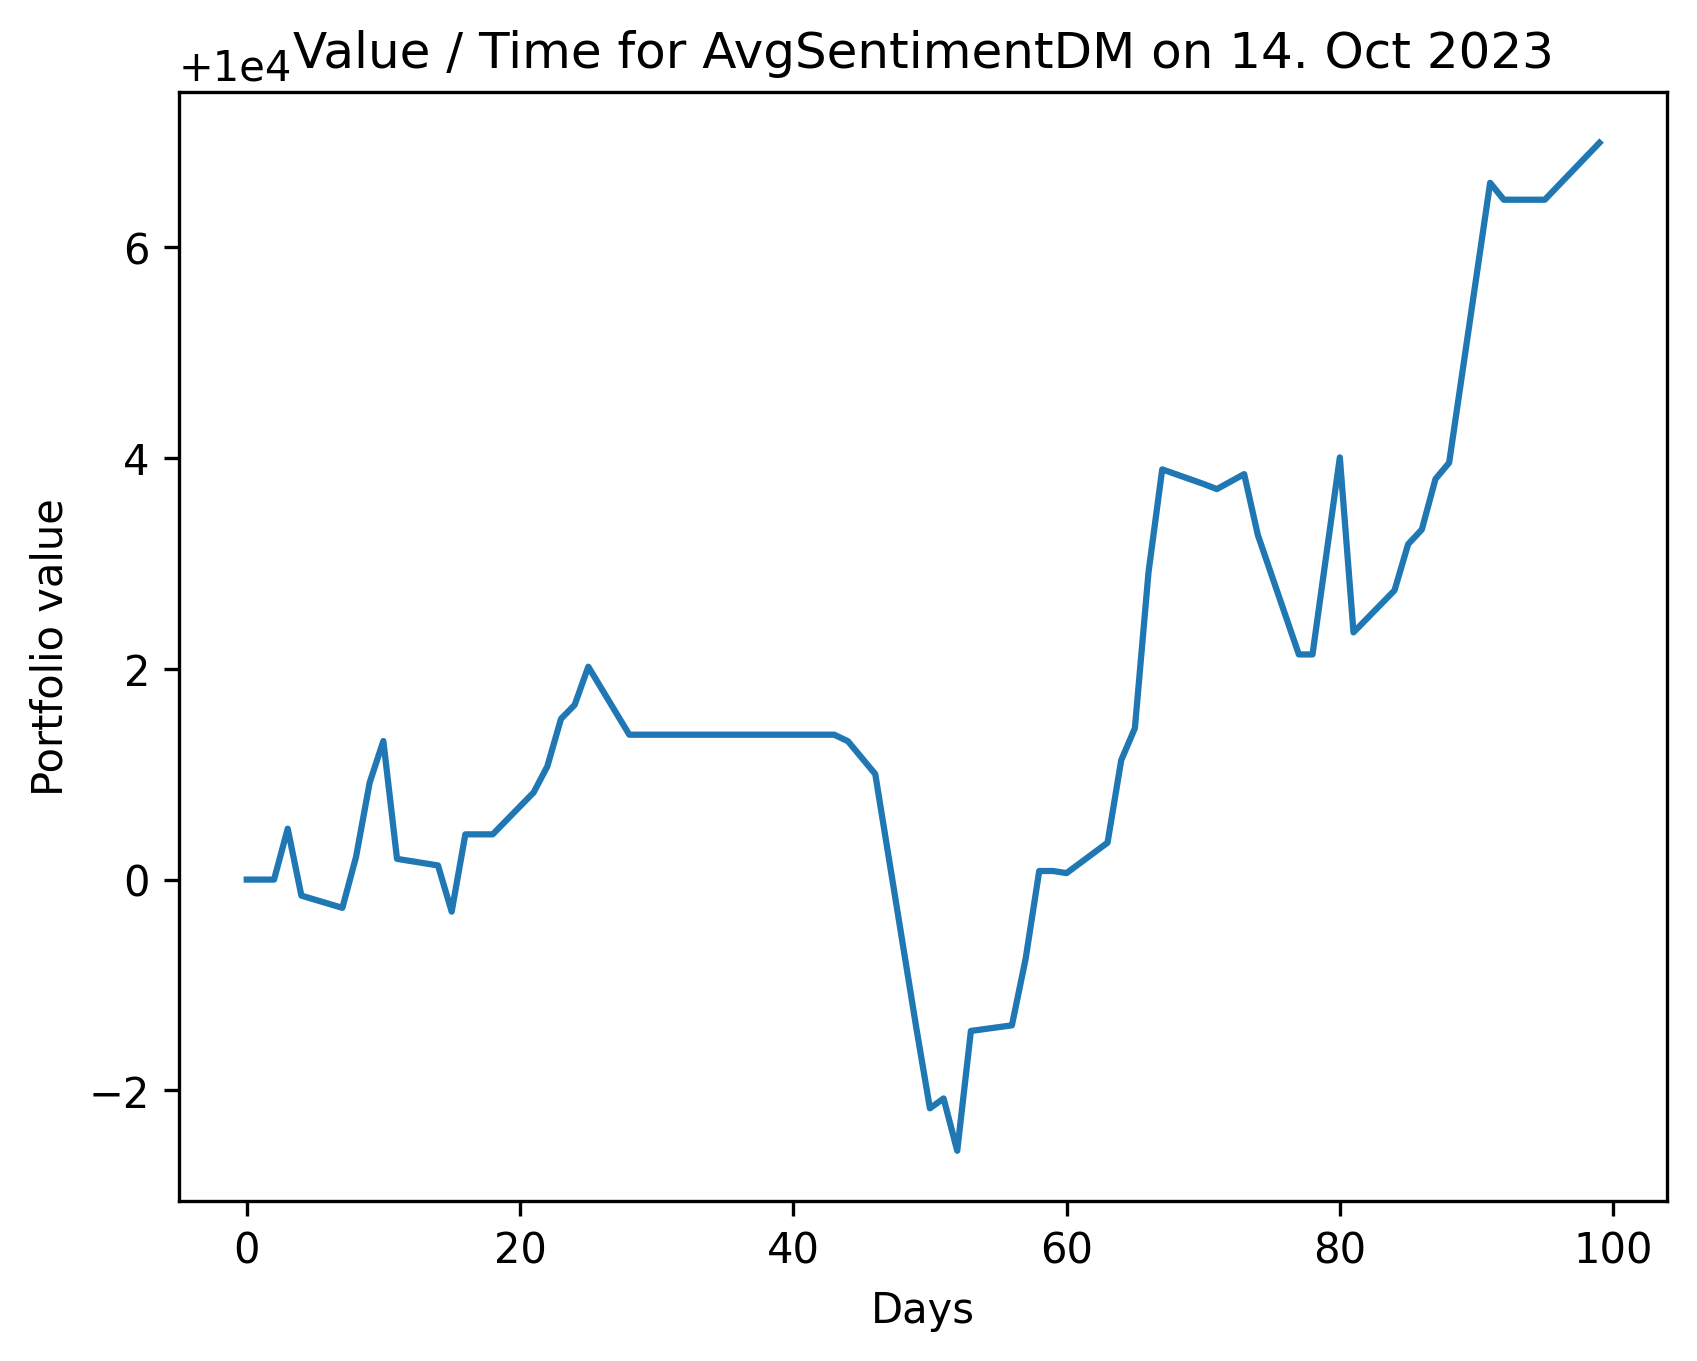 Value / Time for AvgSentimentDM on 14. Oct 2023
+1e4
6
4
2
0
−2
Portfolio value
0 20 40 60 80 100
Days